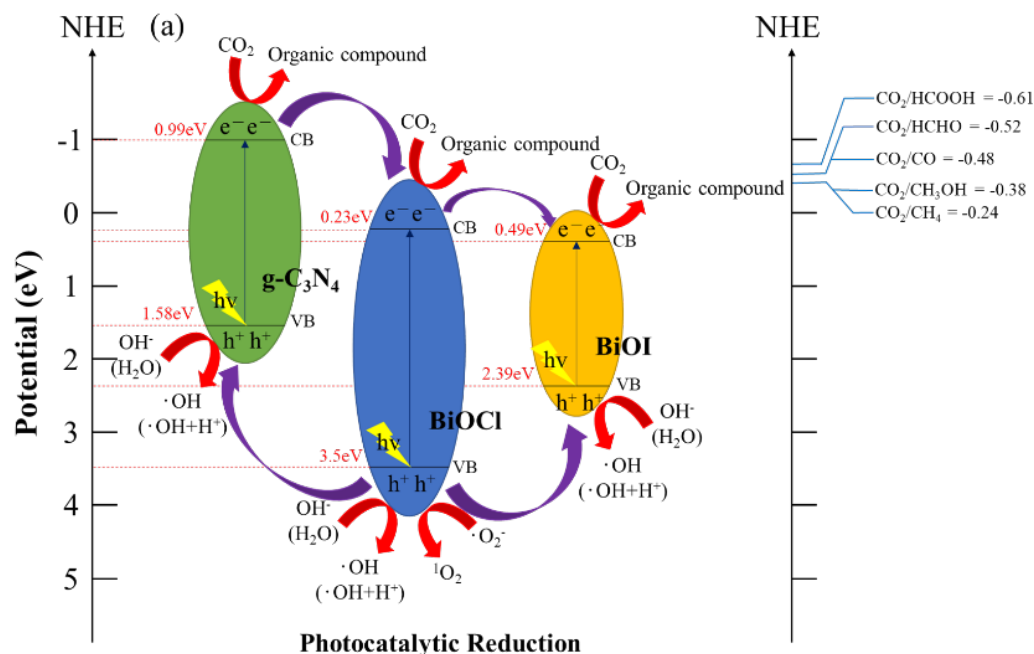 NHE
(a)
NHE
CO₂
Organic compound
CO₂/HCOOH = -0.61
CO₂/HCHO = -0.52
CO₂/CO = -0.48
CO₂/CH₃OH = -0.38
CO₂/CH₄ = -0.24
CO₂
Organic compound
CO₂
Organic compound
Potential (eV)
-1
0
1
2
3
4
5
0.99eV
e⁻ e⁻
CB
g-C₃N₄
hν
1.58eV
VB
h⁺ h⁺
OH⁻
(H₂O)
·OH
(·OH+H⁺)
0.23eV
e⁻ e⁻
CB
BiOCl
hν
3.5eV
VB
h⁺ h⁺
OH⁻
(H₂O)
·OH
(·OH+H⁺)
·O₂⁻
¹O₂
0.49eV
e⁻ e⁻
CB
BiOI
hν
2.39eV
VB
h⁺ h⁺
OH⁻
(H₂O)
·OH
(·OH+H⁺)
Photocatalytic Reduction